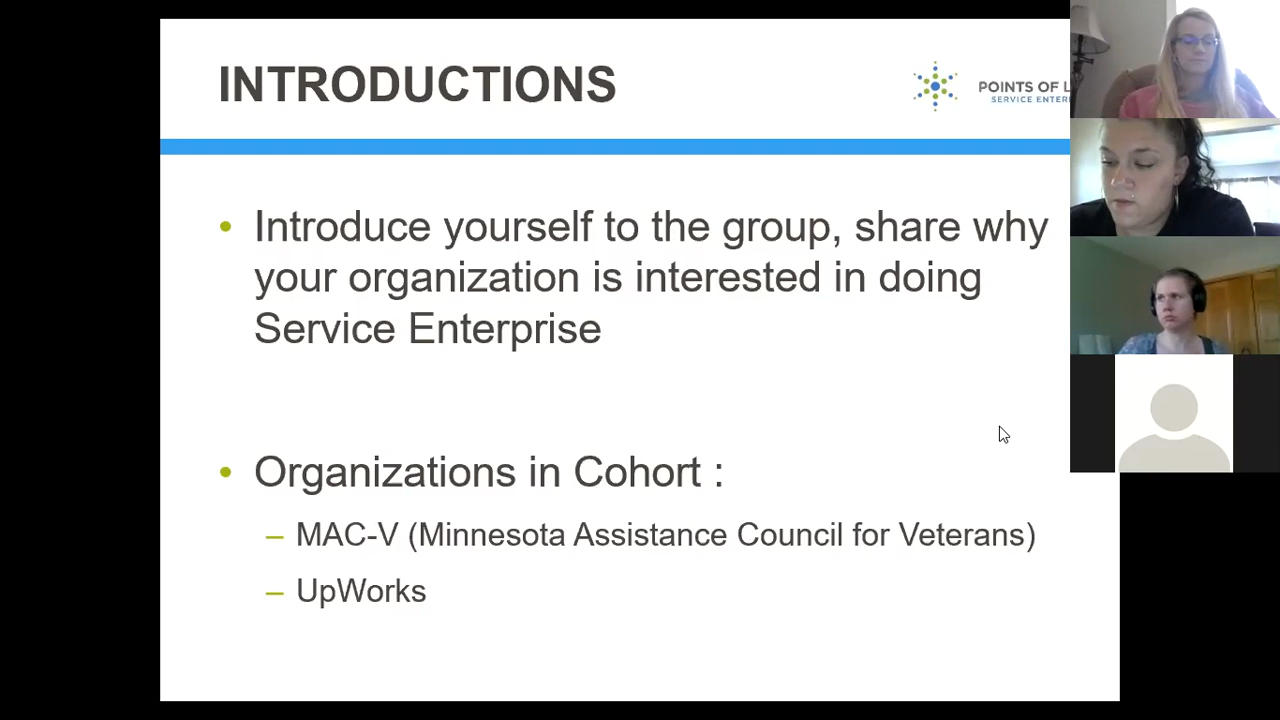 INTRODUCTIONS
POINTS OF L
SERVICE ENTER
• Introduce yourself to the group, share why
your organization is interested in doing
Service Enterprise
• Organizations in Cohort :
– MAC-V (Minnesota Assistance Council for Veterans)
– UpWorks